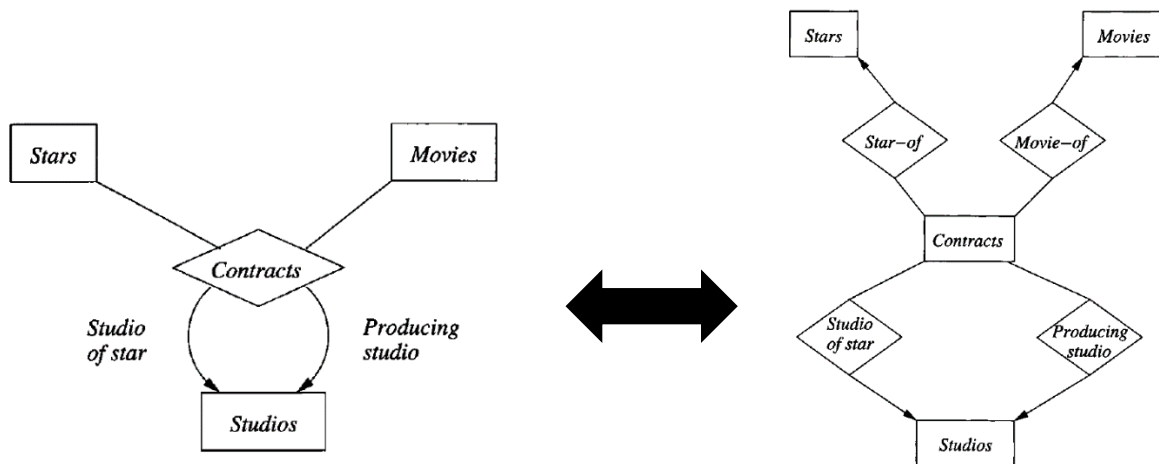 Stars
Movies
Contracts
Studio
of star
Producing
studio
Studios
Stars
Movies
Star-of
Movie-of
Contracts
Studio
of star
Producing
studio
Studios